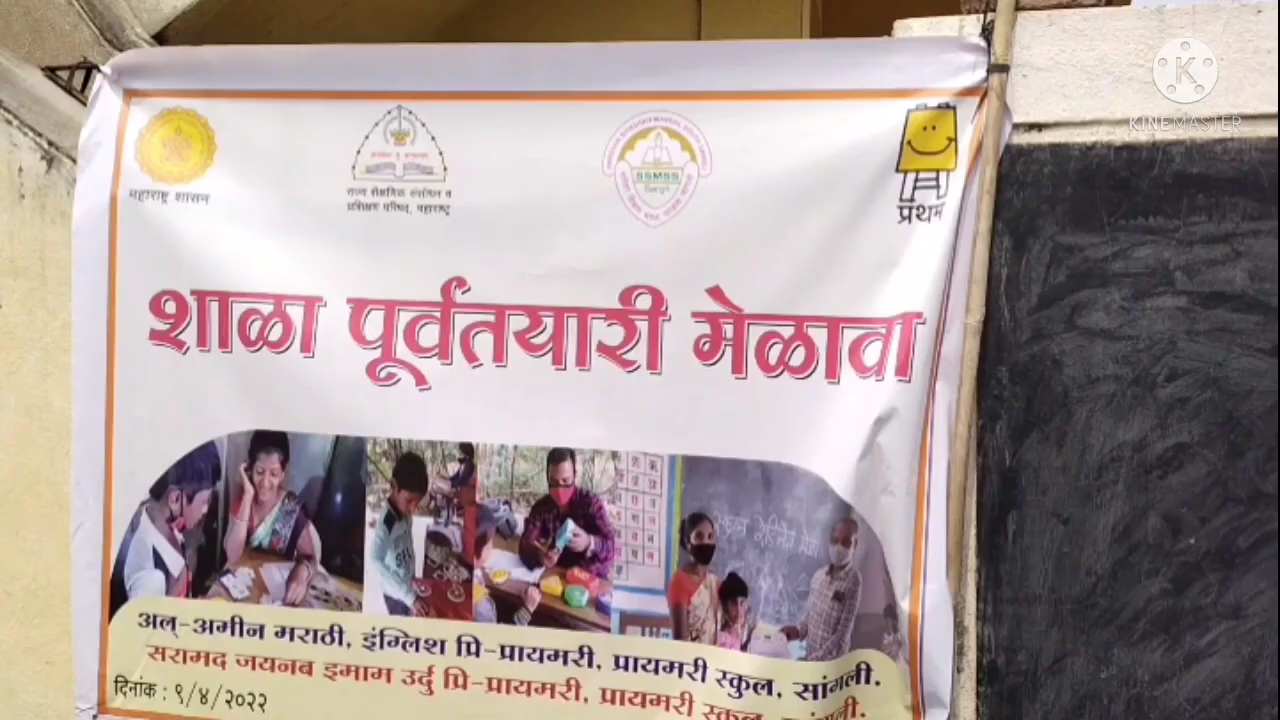 KINEMASTER
महाराष्ट्र शासन
राज्य शैक्षणिक संशोधन व
प्रशिक्षण परिषद, महाराष्ट्र
SSMSS
प्रथम
शाळा पूर्वतयारी मेळावा
स्कुल रेडिनेस मेळा
अल्-अमीन मराठी, इंग्लिश प्रि-प्रायमरी, प्रायमरी स्कुल, सांगली.
सरामद जयनब इमाम उर्दु प्रि-प्रायमरी, प्रायमरी स्कुल, सांगली.
दिनांक : ९/४/२०२२